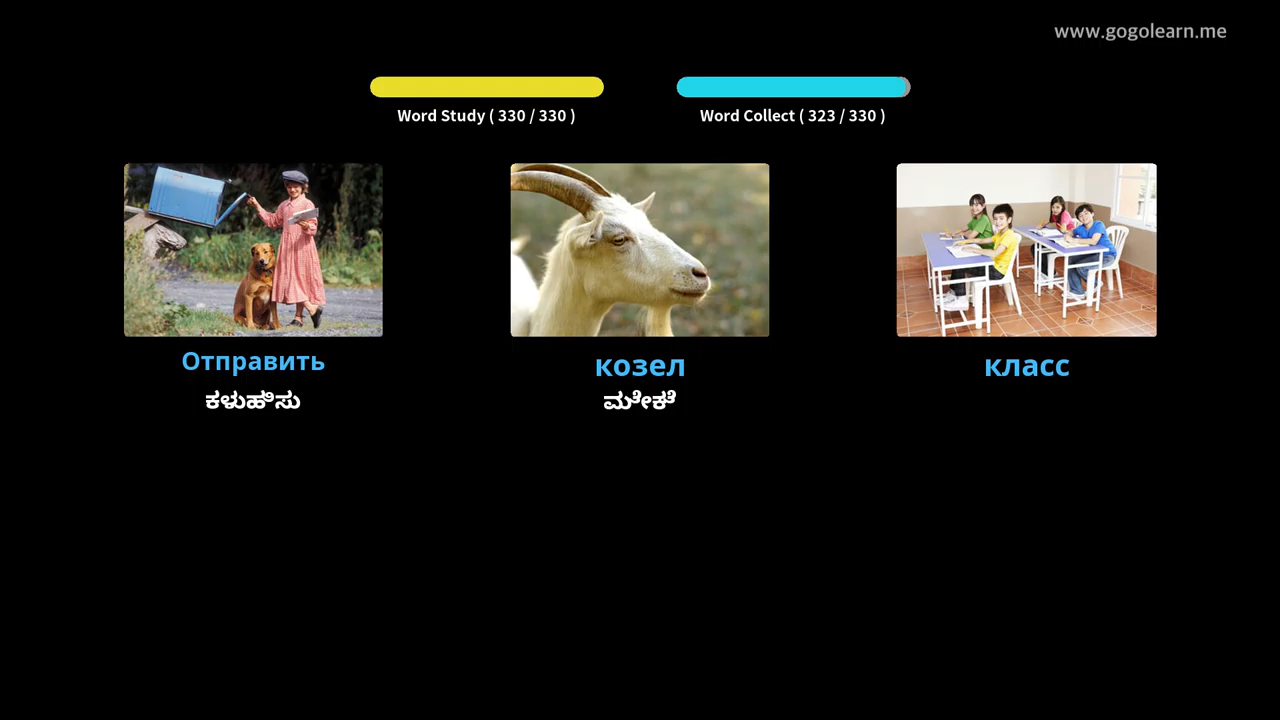 www.gogolearn.me
Word Study ( 330 / 330 )
Word Collect ( 323 / 330 )
Отправить
ಕಳುಹಿಸು
козел
ಮೇಕೆ
класс